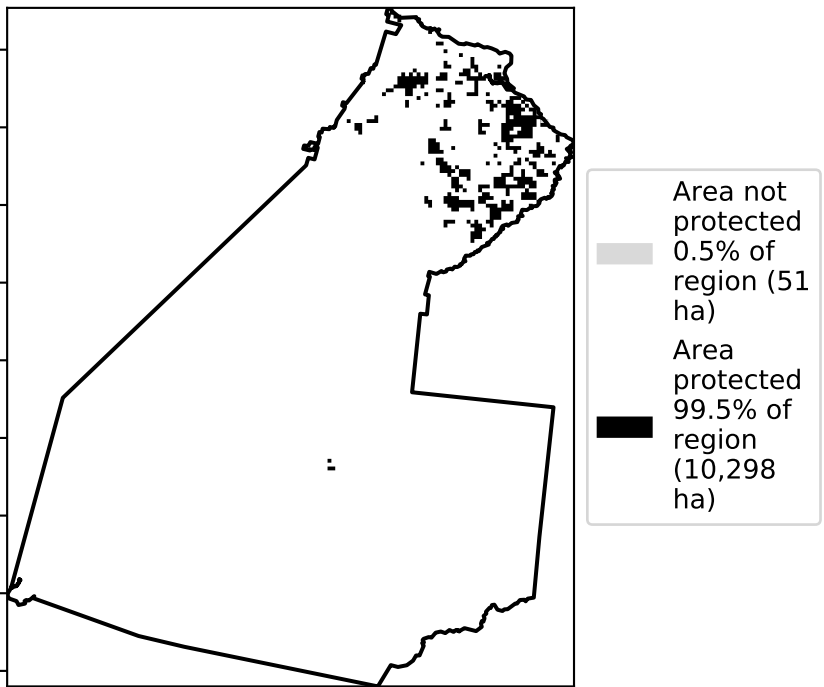 Area not
protected
0.5% of
region (51
ha)
Area
protected
99.5% of
region
(10,298
ha)